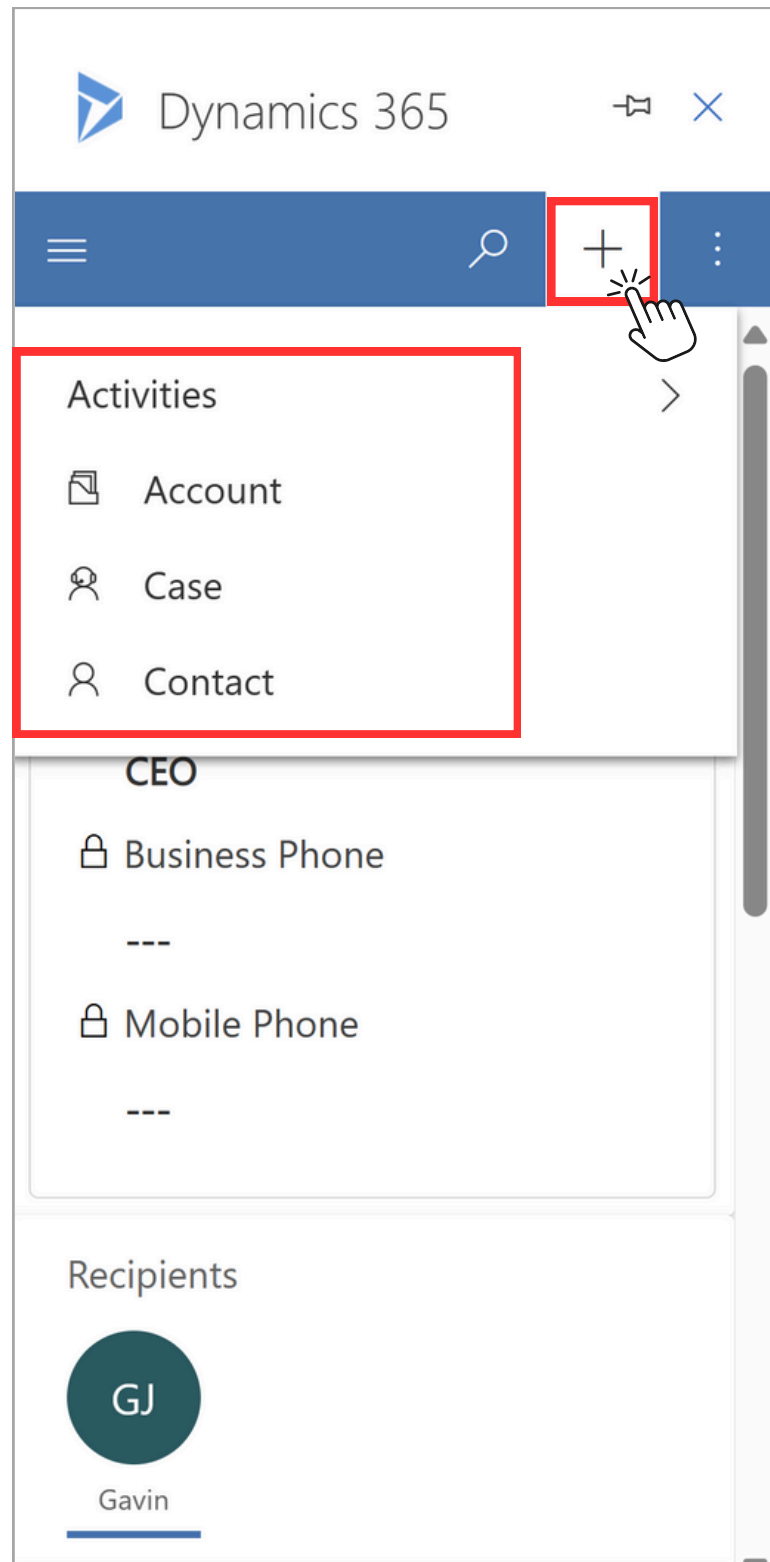 Dynamics 365
Activities
Account
Case
Contact
CEO
Business Phone
---
Mobile Phone
---
Recipients
GJ
Gavin